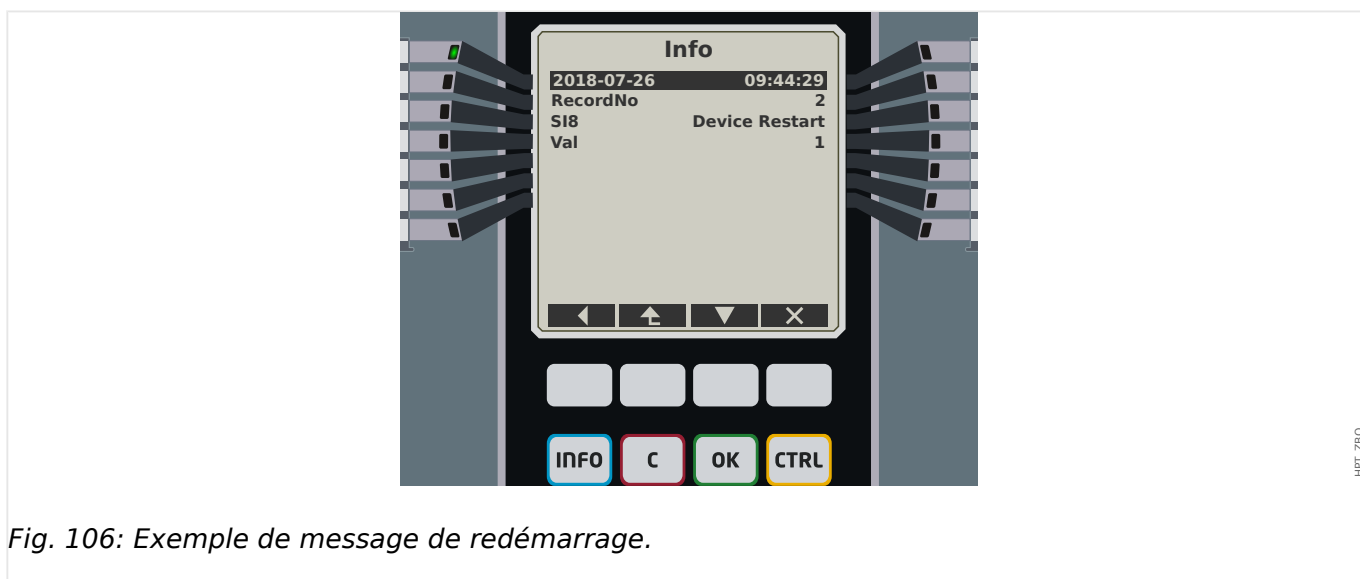 Info
2018-07-26 09:44:29
RecordNo 2
SI8 Device Restart
Val 1
INFO C OK CTRL
HPT_ZBO
Fig. 106: Exemple de message de redémarrage.